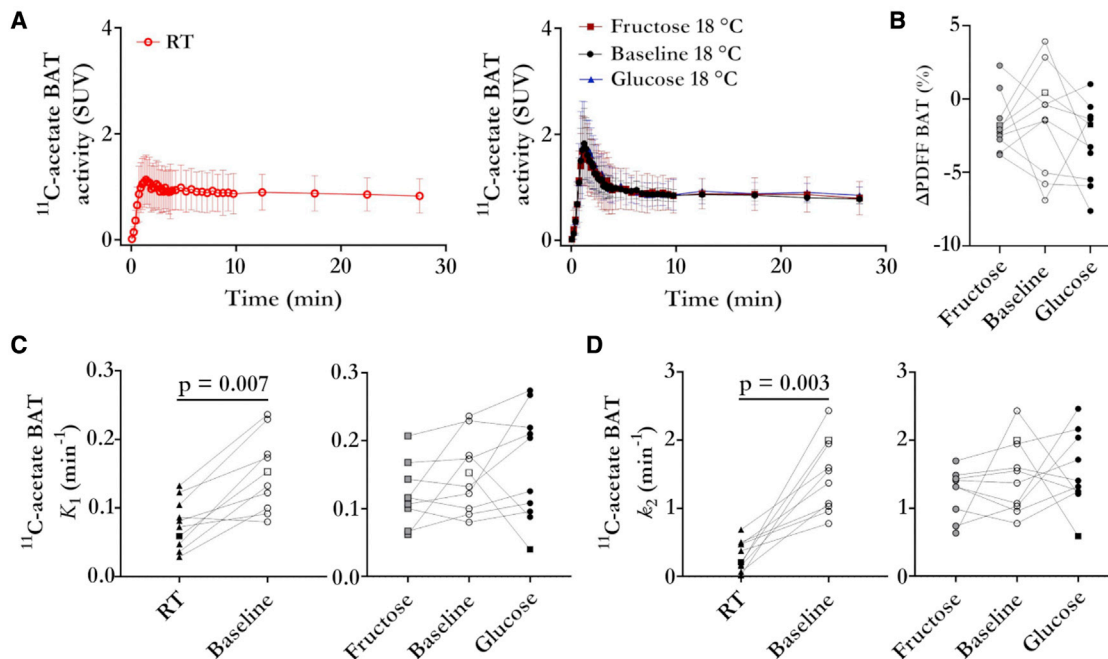 A
¹¹C-acetate BAT
activity (SUV)
4
2
0
RT
0
10
20
30
Time (min)
¹¹C-acetate BAT
activity (SUV)
4
2
0
Fructose 18 °C
Baseline 18 °C
Glucose 18 °C
0
10
20
30
Time (min)
B
ΔPDFF BAT (%)
5
0
-5
-10
Fructose
Baseline
Glucose
C
¹¹C-acetate BAT
K₁ (min⁻¹)
0.3
0.2
0.1
0.0
p = 0.007
RT
Baseline
0.3
0.2
0.1
0.0
Fructose
Baseline
Glucose
D
¹¹C-acetate BAT
k₂ (min⁻¹)
3
2
1
0
p = 0.003
RT
Baseline
3
2
1
0
Fructose
Baseline
Glucose